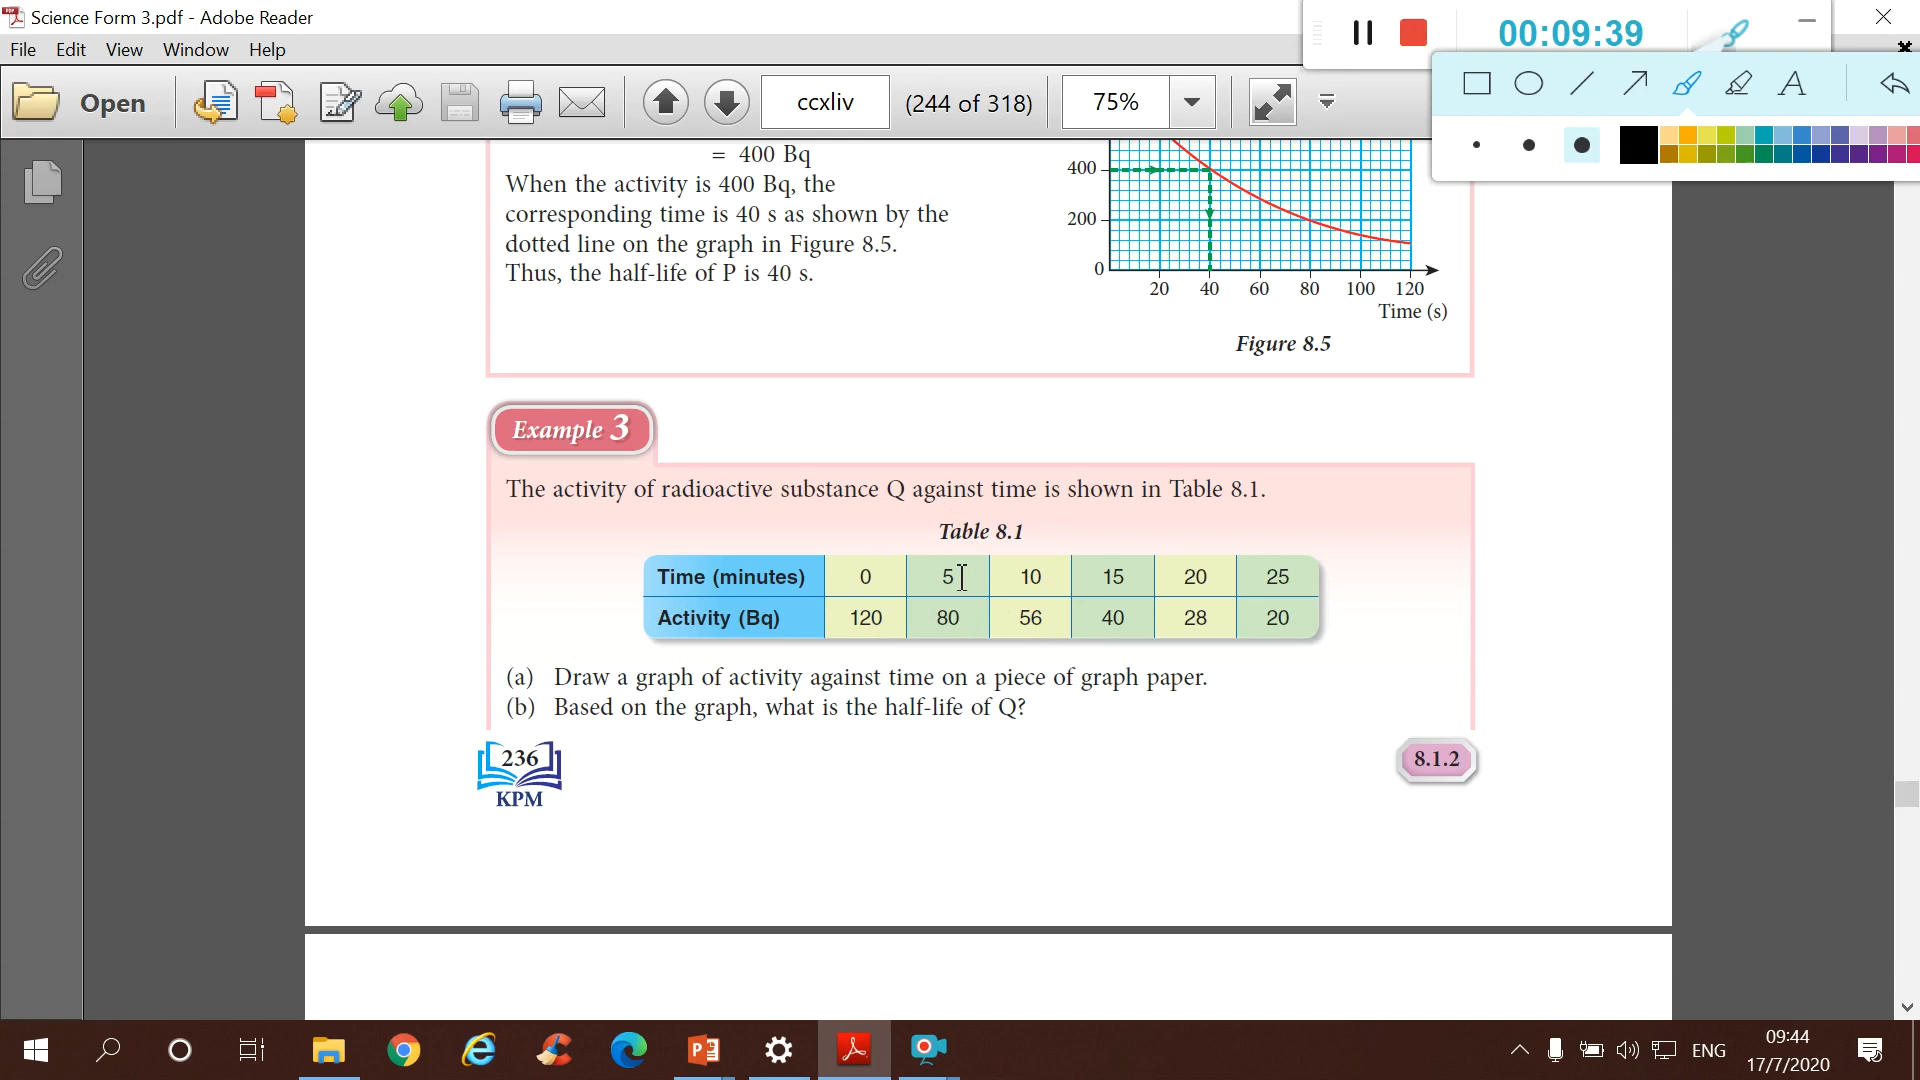 Science Form 3.pdf - Adobe Reader
00:09:39
File Edit View Window Help
Open
ccxliv
(244 of 318)
75%
A
= 400 Bq
When the activity is 400 Bq, the
corresponding time is 40 s as shown by the
dotted line on the graph in Figure 8.5.
Thus, the half-life of P is 40 s.
400
200
0
20 40 60 80 100 120
Time (s)
Figure 8.5
Example 3
The activity of radioactive substance Q against time is shown in Table 8.1.
Table 8.1
Time (minutes) 0 5 10 15 20 25
Activity (Bq) 120 80 56 40 28 20
(a) Draw a graph of activity against time on a piece of graph paper.
(b) Based on the graph, what is the half-life of Q?
236
KPM
8.1.2
ENG
09:44
17/7/2020